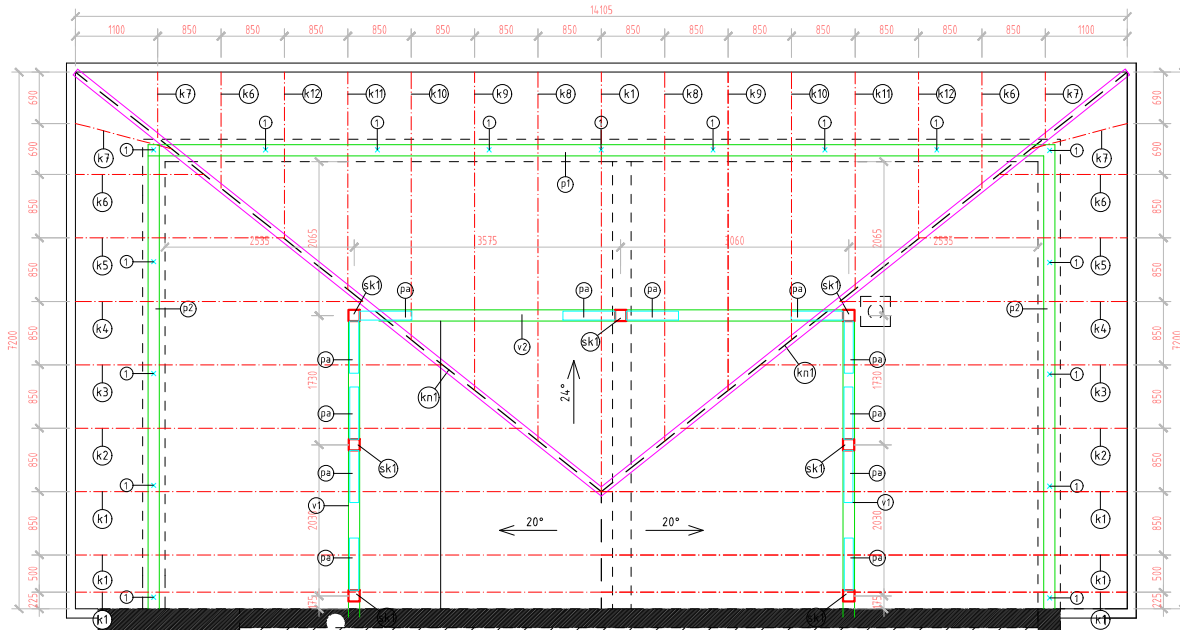 14105
1100 850 850 850 850 850 850 850 850 850 850 850 850 850 850 1100
k7 k6 k12 k11 k10 k9 k8 k1 k8 k9 k10 k11 k12 k6 k7
690 690
1 1 1 1 1 1 1
k7 1 690 690 1 k7
p1
850 k6 k6 850
2535 3575 3060 2535
2065 2065
850 k5 1 1 k5 850
sk1 pa pa pa pa sk1
k4 p2 p2 k4
7200 7200
850 v2 sk1 850
pa kn1 pa
k3 1 1730 24° kn1 1730 1 k3
850 pa pa 850
k2 sk1 sk1 k2
850 pa pa 850
1 1
k1 v1 v1 k1
850 2030 20° 20° 2030 850
k1 pa pa k1
500 500
225 1 475 475 1 225
k1 sk1 sk1 k1